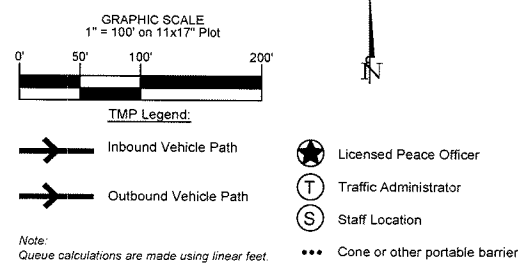 GRAPHIC SCALE
1" = 100' on 11x17" Plot
0' 50' 100' 200'
N
TMP Legend:
Inbound Vehicle Path
Outbound Vehicle Path
Note:
Queue calculations are made using linear feet.
Licensed Peace Officer
T Traffic Administrator
S Staff Location
Cone or other portable barrier